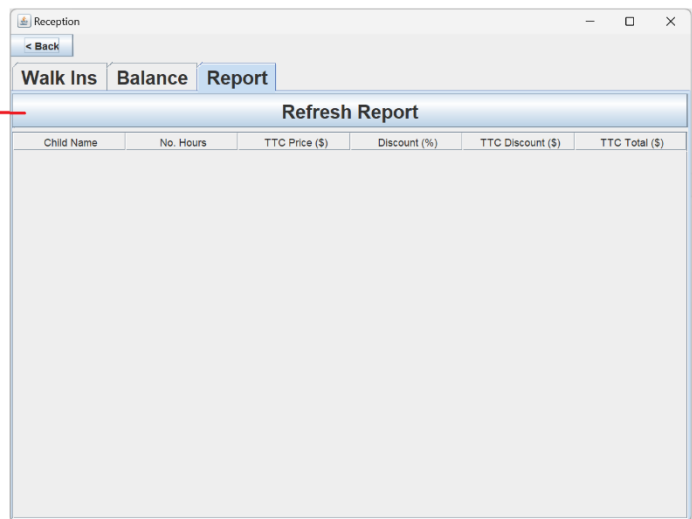 Reception
< Back
Walk Ins Balance Report
Refresh Report
Child Name No. Hours TTC Price ($) Discount (%) TTC Discount ($) TTC Total ($)